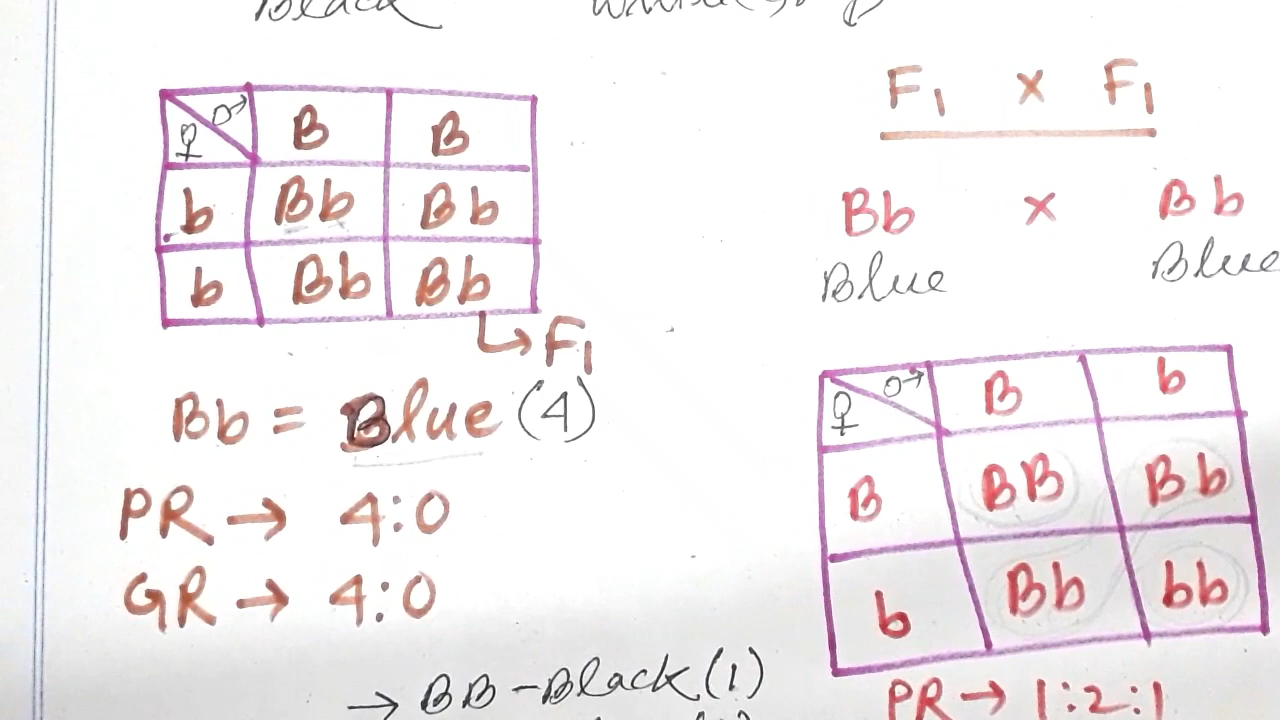 Black
♀ ♂ B B
b Bb Bb
b Bb Bb
↳ F1
Bb = Blue (4)
PR → 4:0
GR → 4:0
→ BB - Black (1)
F1 × F1
Bb × Bb
Blue Blue
♀ ♂ B b
B BB Bb
b Bb bb
PR → 1:2:1